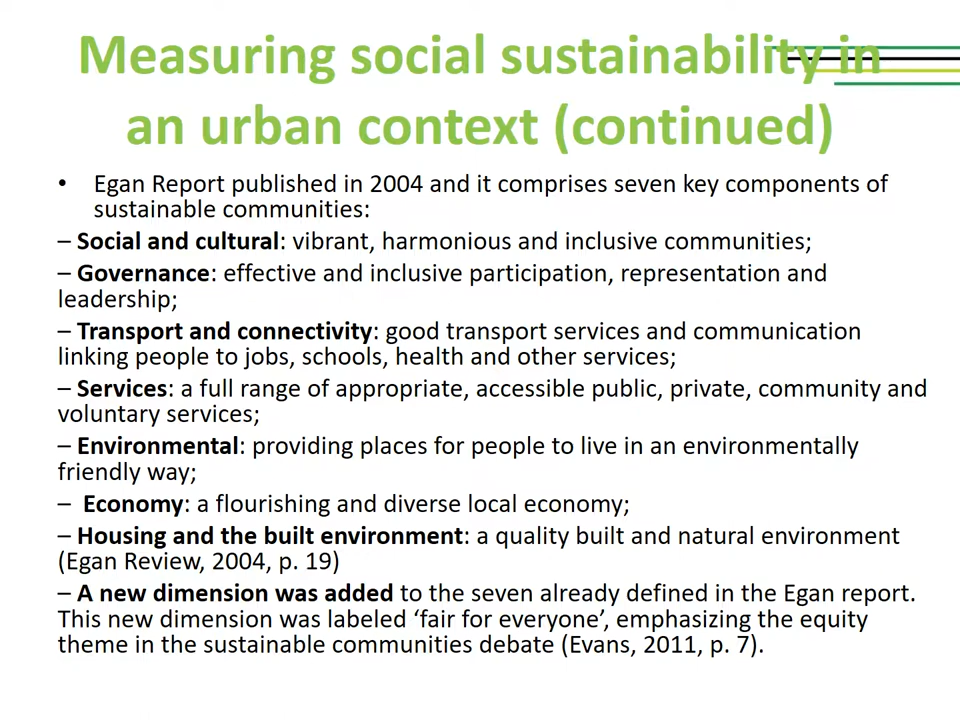 Measuring social sustainability in
an urban context (continued)
• Egan Report published in 2004 and it comprises seven key components of
sustainable communities:
– Social and cultural: vibrant, harmonious and inclusive communities;
– Governance: effective and inclusive participation, representation and
leadership;
– Transport and connectivity: good transport services and communication
linking people to jobs, schools, health and other services;
– Services: a full range of appropriate, accessible public, private, community and
voluntary services;
– Environmental: providing places for people to live in an environmentally
friendly way;
– Economy: a flourishing and diverse local economy;
– Housing and the built environment: a quality built and natural environment
(Egan Review, 2004, p. 19)
– A new dimension was added to the seven already defined in the Egan report.
This new dimension was labeled ‘fair for everyone’, emphasizing the equity
theme in the sustainable communities debate (Evans, 2011, p. 7).